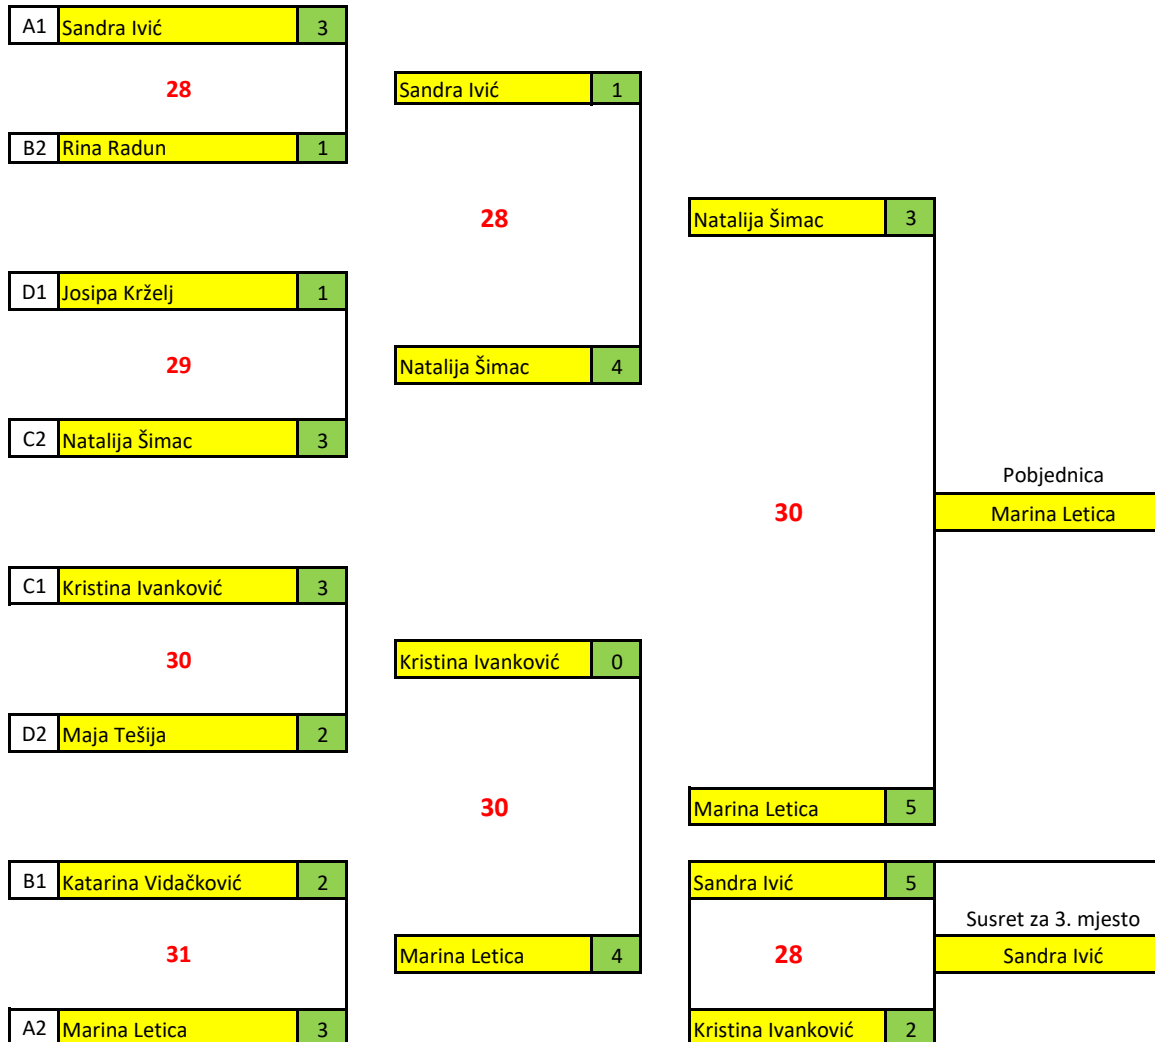 A1 Sandra Ivić 3
28
B2 Rina Radun 1
D1 Josipa Krželj 1
29
C2 Natalija Šimac 3
C1 Kristina Ivanković 3
30
D2 Maja Tešija 2
B1 Katarina Vidačković 2
31
A2 Marina Letica 3
Sandra Ivić 1
28
Natalija Šimac 4
Kristina Ivanković 0
30
Marina Letica 4
Natalija Šimac 3
30
Marina Letica 5
Pobjednica
Marina Letica
Sandra Ivić 5
28
Kristina Ivanković 2
Susret za 3. mjesto
Sandra Ivić